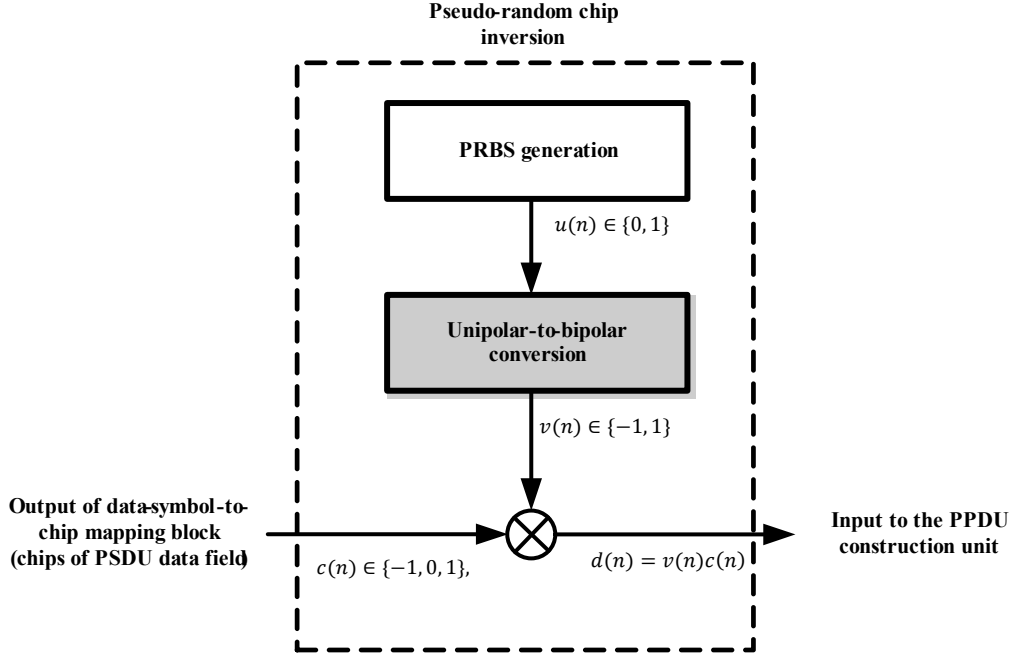 Pseudo-random chip
inversion
PRBS generation
u(n) ∈ {0, 1}
Unipolar-to-bipolar
conversion
v(n) ∈ {−1, 1}
Output of data-symbol-to-
chip mapping block
(chips of PSDU data field)
c(n) ∈ {−1, 0, 1},
d(n) = v(n)c(n)
Input to the PPDU
construction unit